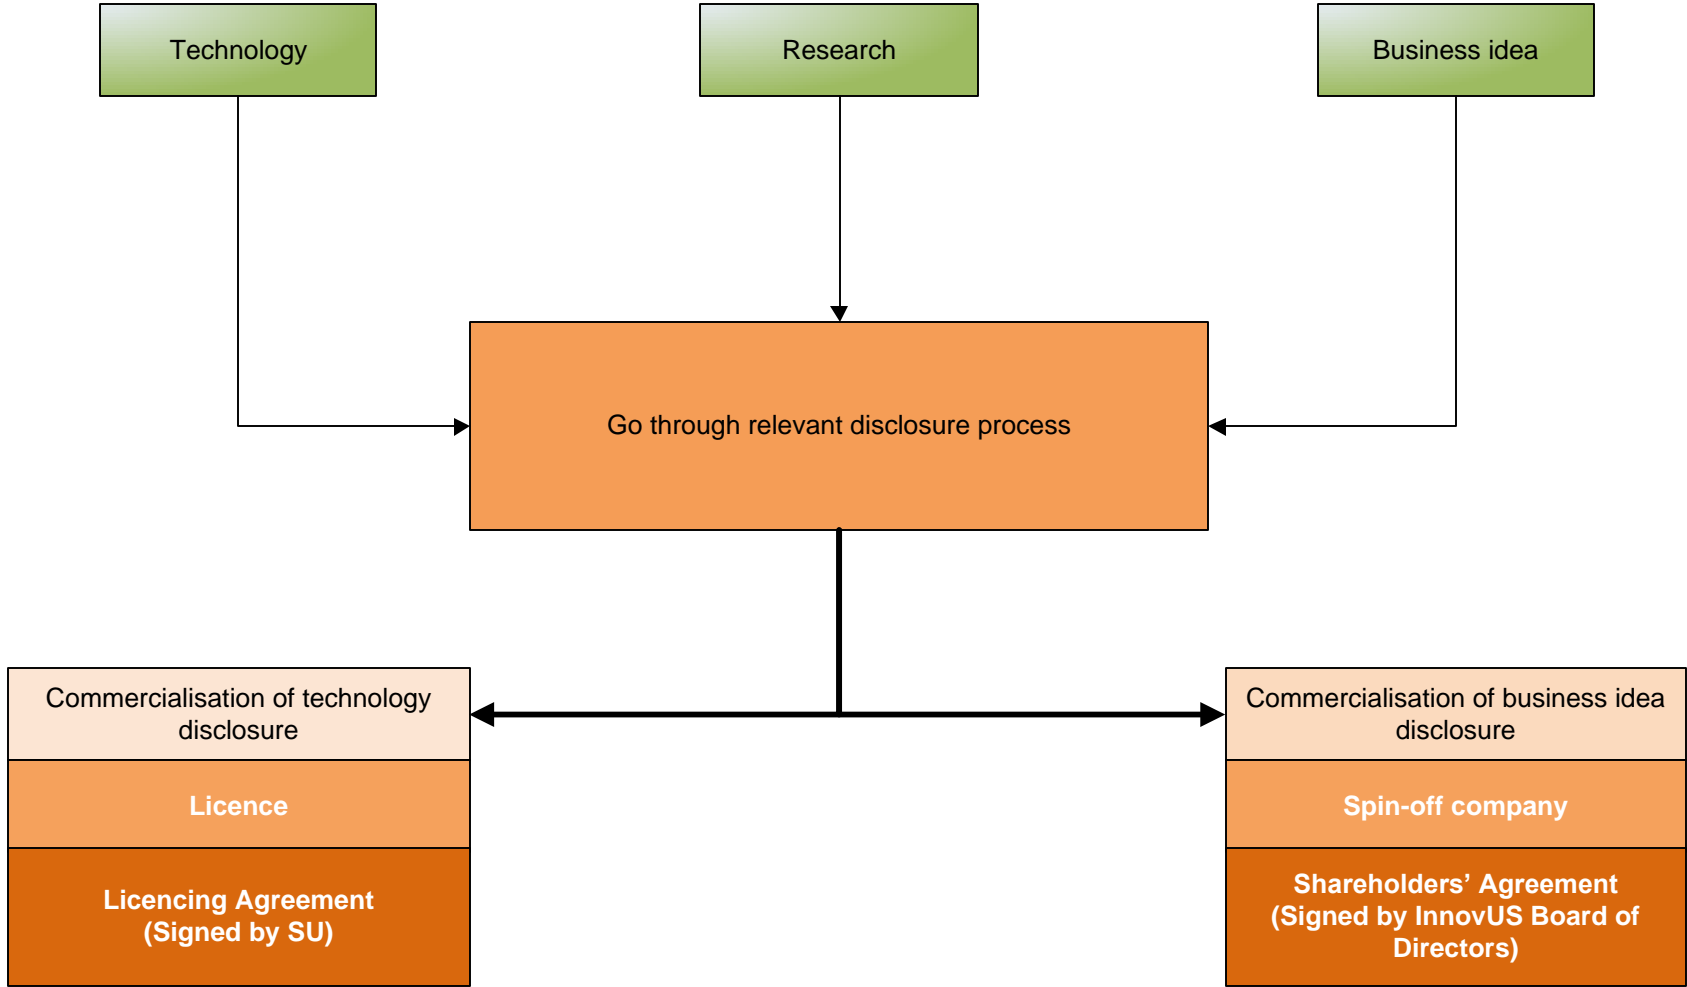 Technology
Research
Business idea
Go through relevant disclosure process
Commercialisation of technology
disclosure
Licence
Licencing Agreement
(Signed by SU)
Commercialisation of business idea
disclosure
Spin-off company
Shareholders’ Agreement
(Signed by InnovUS Board of
Directors)